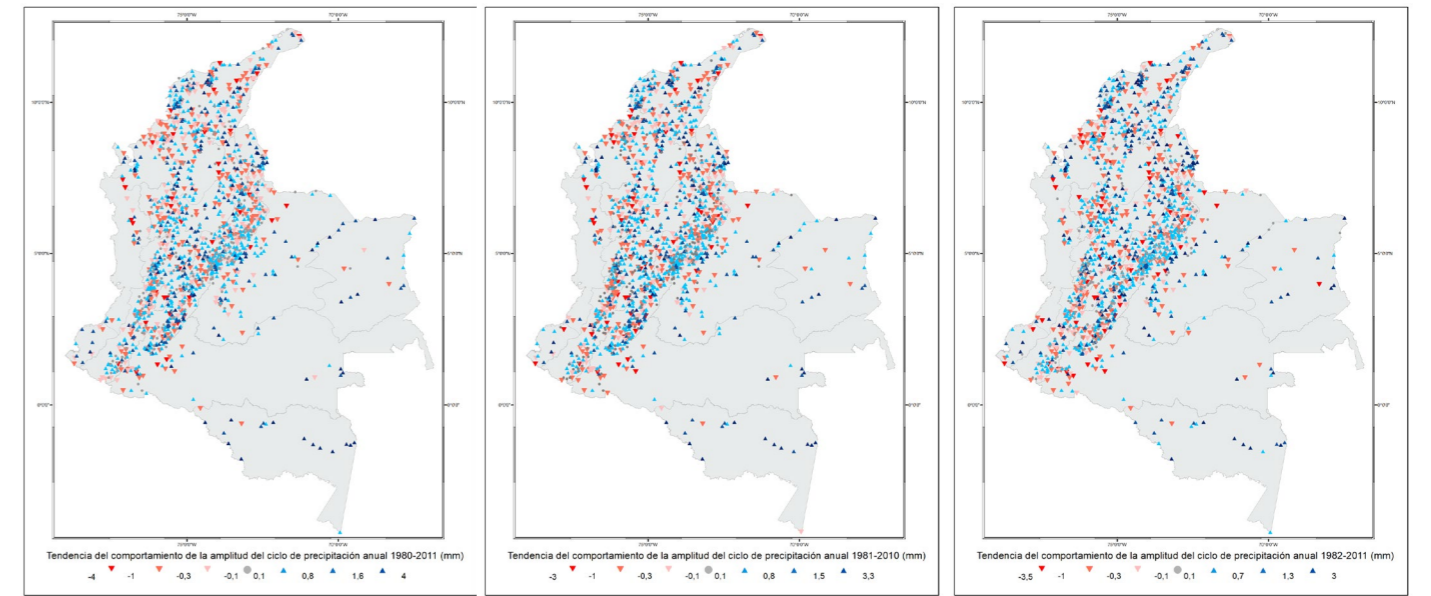 Tendencia del comportamiento de la amplitud del ciclo de precipitación anual 1980-2011 (mm)
-4 -1 -0,3 -0,1 0,1 0,8 1,6 4
Tendencia del comportamiento de la amplitud del ciclo de precipitación anual 1981-2010 (mm)
-3 -1 -0,3 -0,1 0,1 0,8 1,5 3,3
Tendencia del comportamiento de la amplitud del ciclo de precipitación anual 1982-2011 (mm)
-3,5 -1 -0,3 -0,1 0,1 0,7 1,3 3